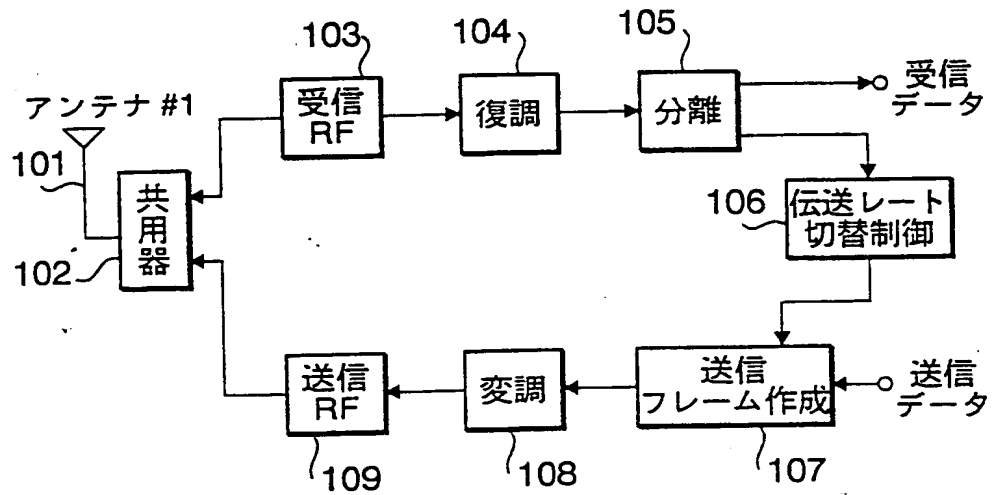 103
104
105
受信
RF
復調
分離
受信
データ
アンテナ #1
101
共
用
器
102
106
伝送レート
切替制御
送信
RF
変調
送信
フレーム作成
送信
データ
109
108
107